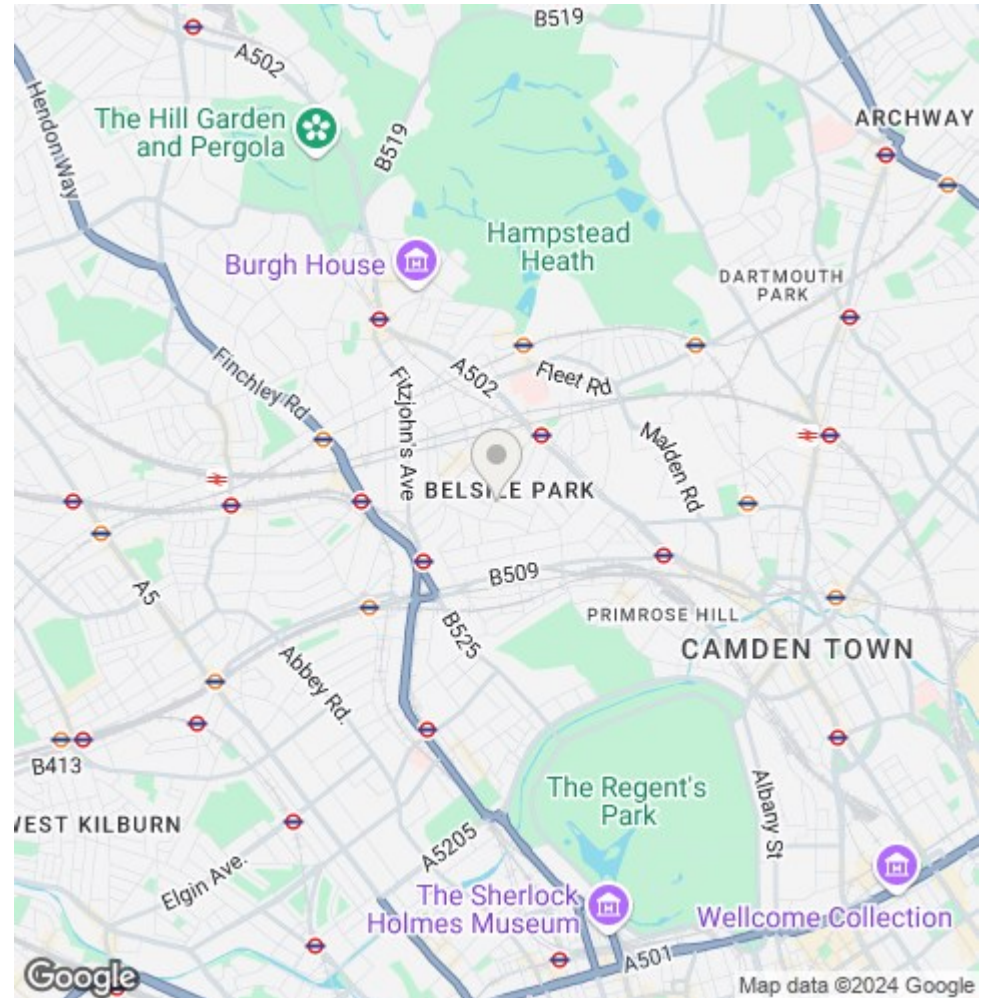 B519
A502
Hendon Way
The Hill Garden
and Pergola
B519
ARCHWAY
Hampstead
Heath
Burgh House
DARTMOUTH
PARK
Finchley Rd
Fitzjohn's Ave
A502
Fleet Rd
Malden Rd
BELSIZE PARK
B509
A5
B525
PRIMROSE HILL
CAMDEN TOWN
Abbey Rd.
B413
The Regent's
Park
Albany St
WEST KILBURN
A5205
Elgin Ave.
The Sherlock
Holmes Museum
Wellcome Collection
A501
Google
Map data ©2024 Google